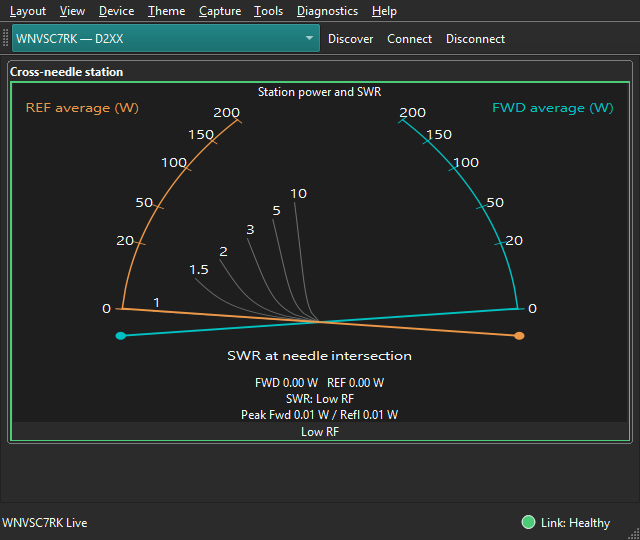 Layout View Device Theme Capture Tools Diagnostics Help
WNVSC7RK — D2XX Discover Connect Disconnect
Cross-needle station
Station power and SWR
REF average (W) 200 200 FWD average (W)
150 150
100 100
50 50
20 20
0 0
10
5
3
2
1.5
1
SWR at needle intersection
FWD 0.00 W REF 0.00 W
SWR: Low RF
Peak Fwd 0.01 W / Refl 0.01 W
Low RF
WNVSC7RK Live Link: Healthy